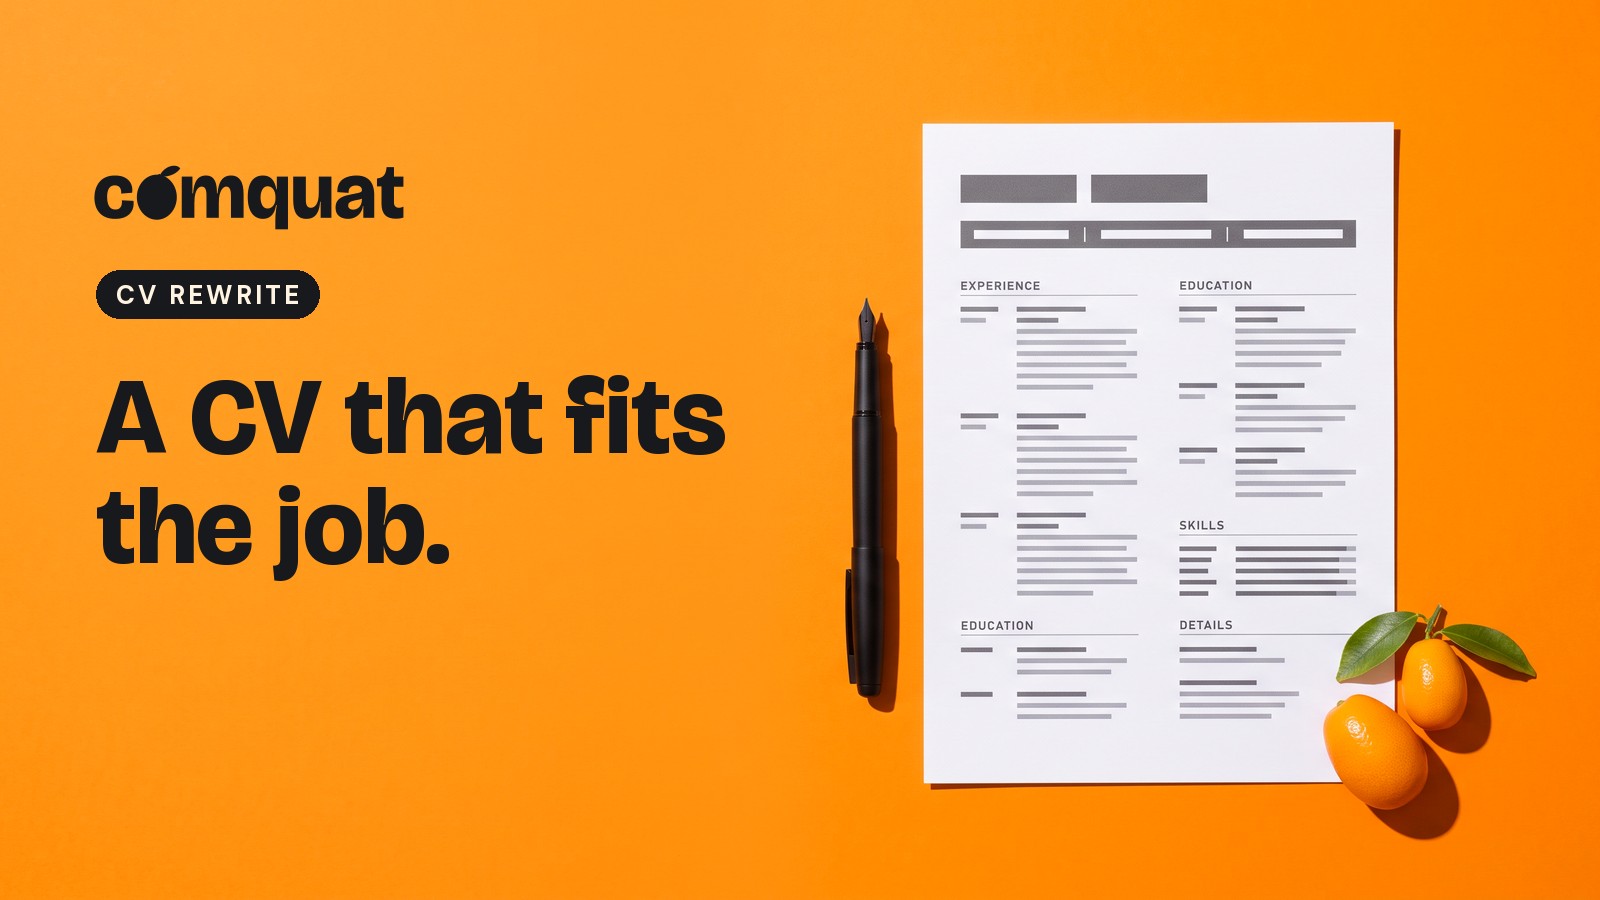 comquat
CV REWRITE
A CV that fits
the job.
EXPERIENCE
EDUCATION
EDUCATION
SKILLS
DETAILS